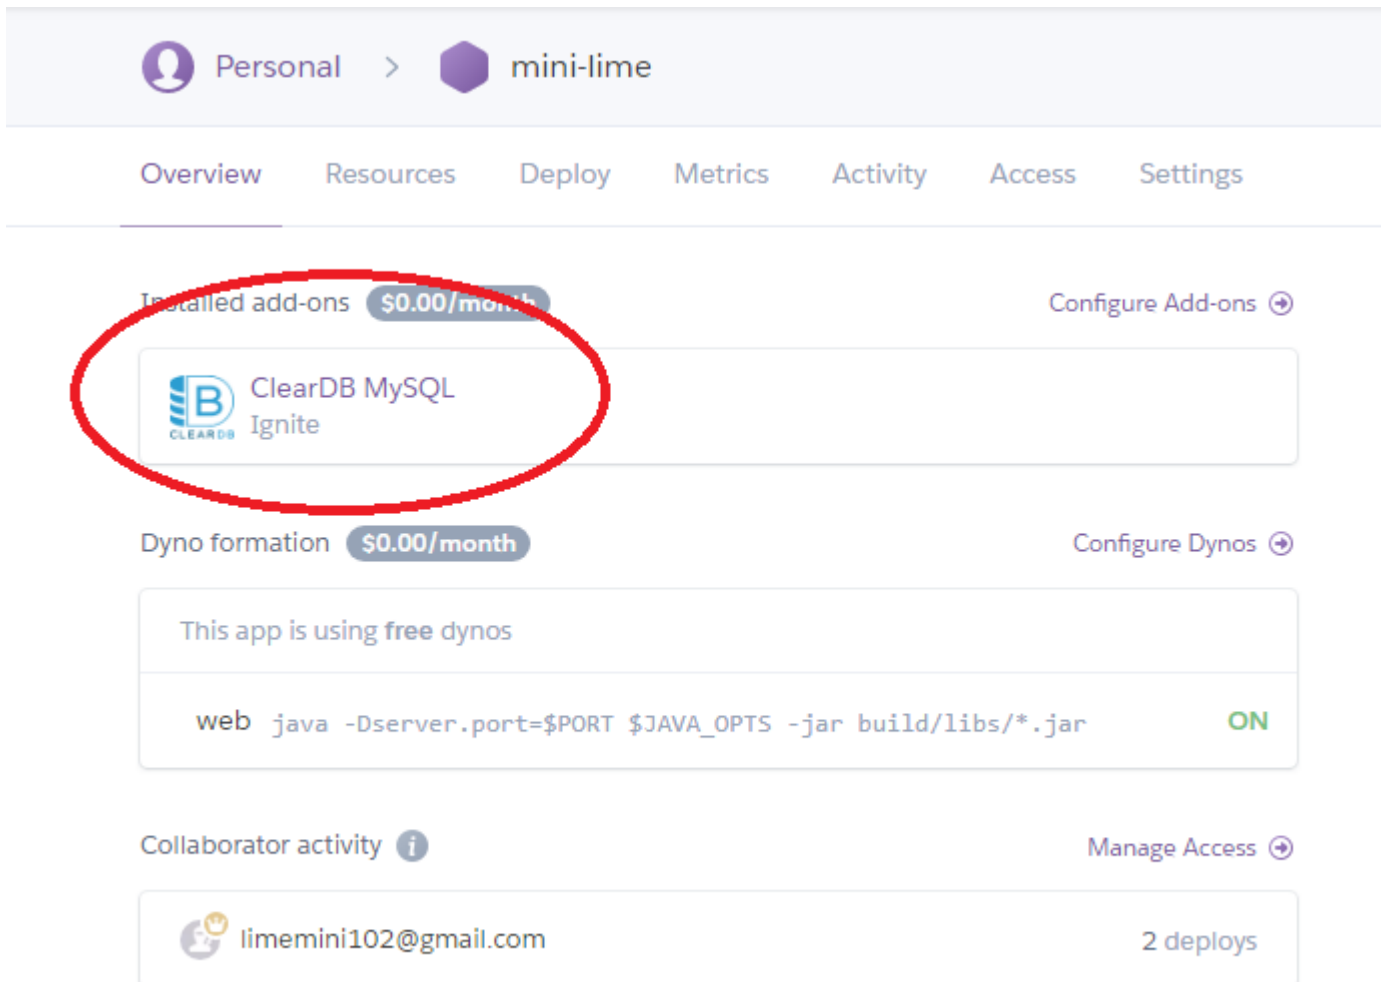 Personal > mini-lime
Overview Resources Deploy Metrics Activity Access Settings
Installed add-ons $0.00/month Configure Add-ons
ClearDB MySQL
Ignite
CLEARDB
Dyno formation $0.00/month Configure Dynos
This app is using free dynos
web java -Dserver.port=$PORT $JAVA_OPTS -jar build/libs/*.jar ON
Collaborator activity i Manage Access
limemini102@gmail.com 2 deploys